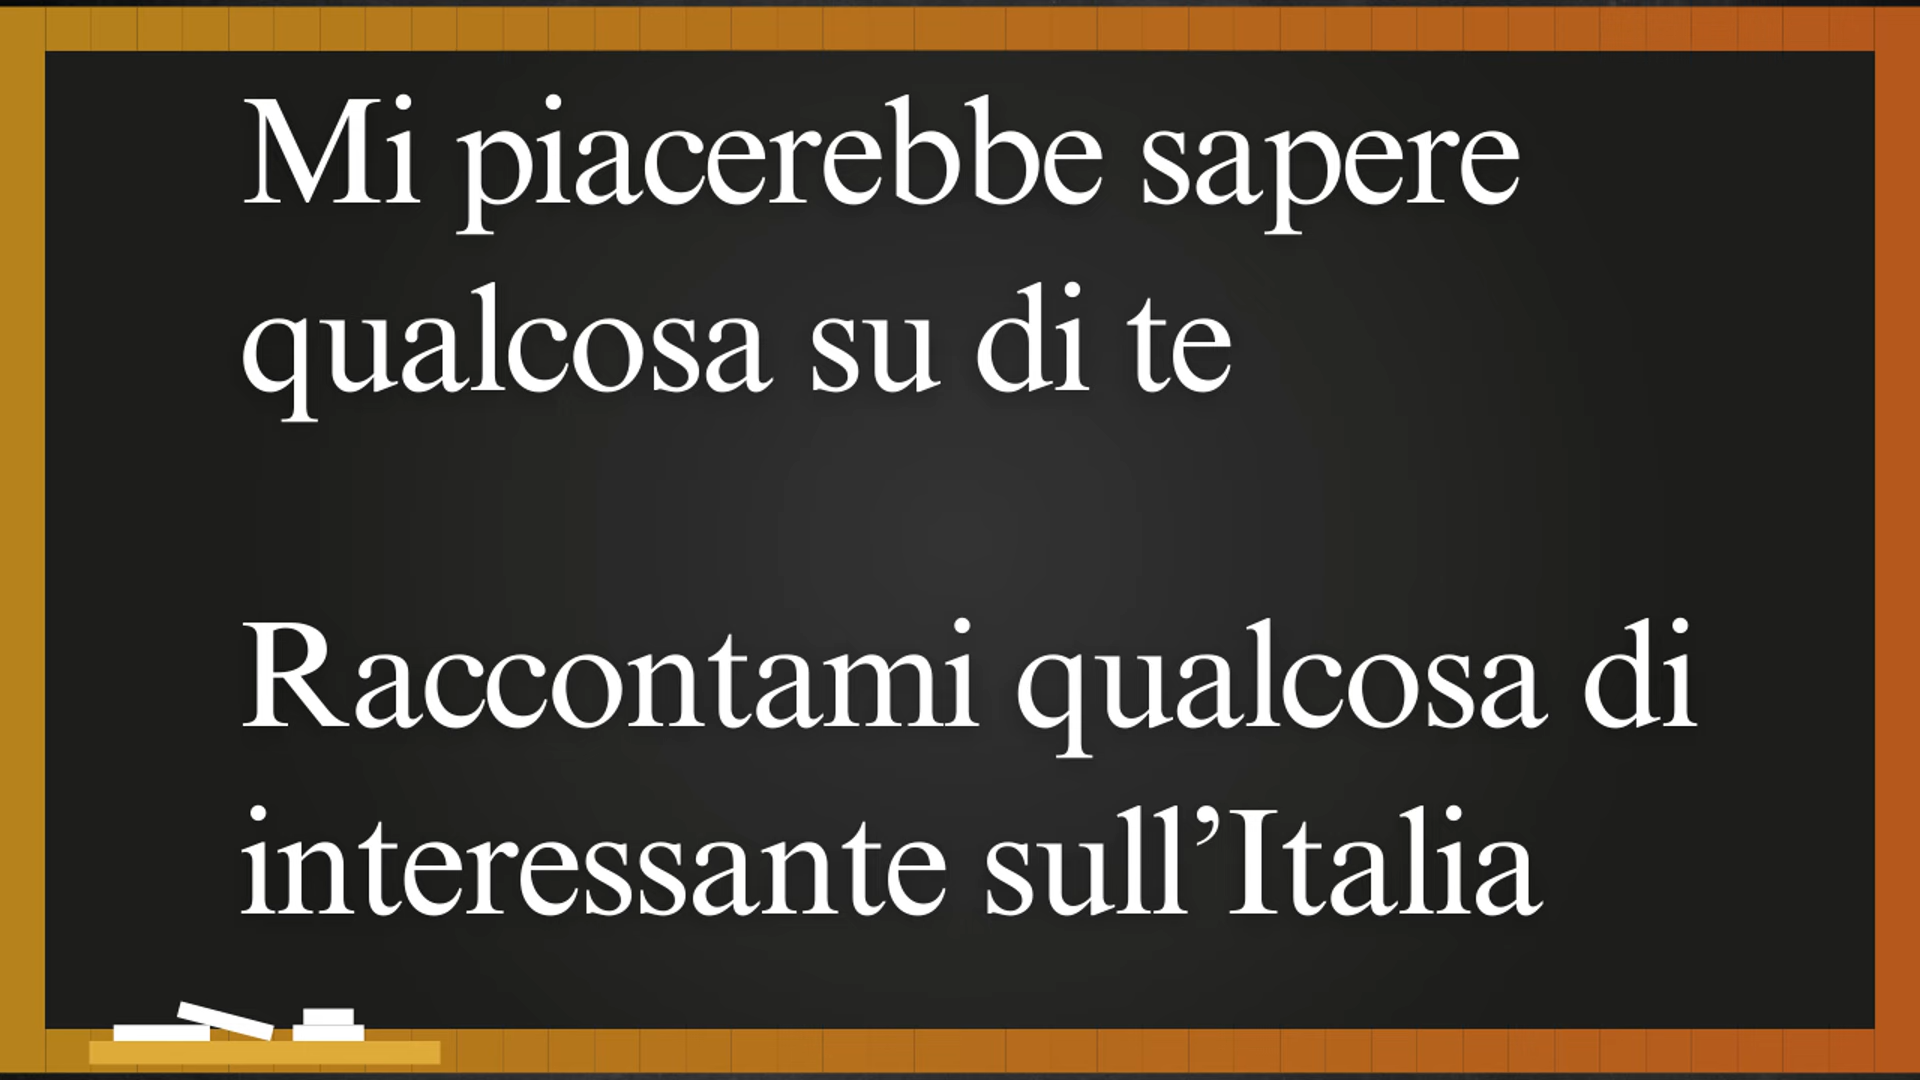 Mi piacerebbe sapere
qualcosa su di te
Raccontami qualcosa di
interessante sull’Italia